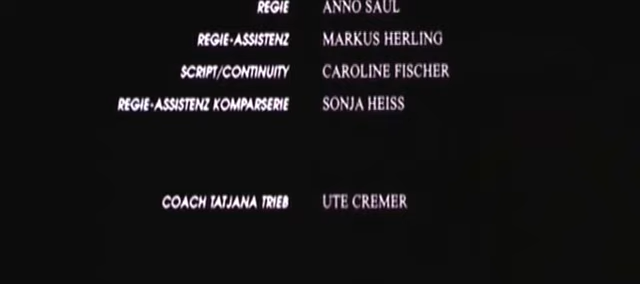 REGIE ANNO SAUL
REGIE-ASSISTENZ MARKUS HERLING
SCRIPT/CONTINUITY CAROLINE FISCHER
REGIE-ASSISTENZ KOMPARSERIE SONJA HEISS
COACH TATJANA TRIEB UTE CREMER